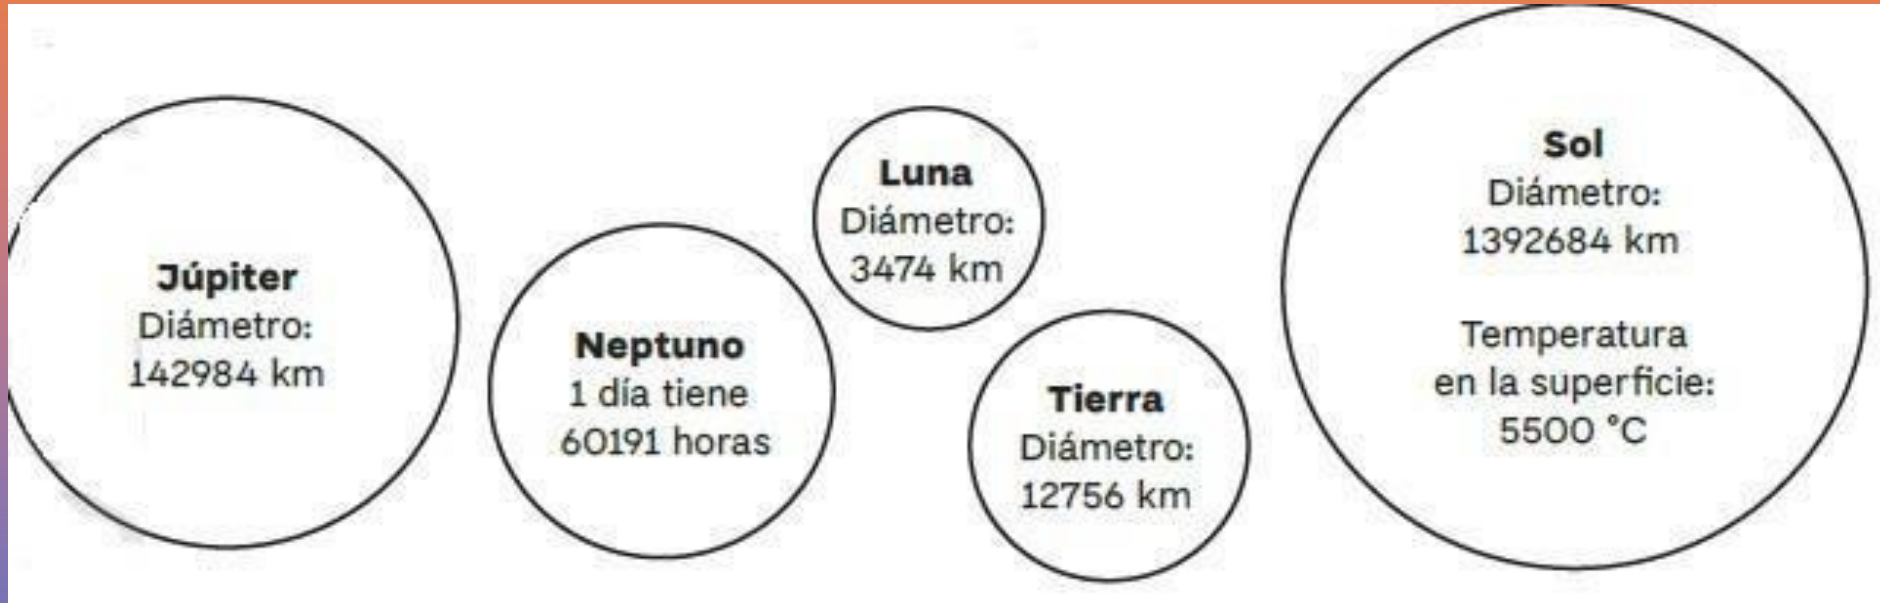 Júpiter
Diámetro:
142984 km
Neptuno
1 día tiene
60191 horas
Luna
Diámetro:
3474 km
Tierra
Diámetro:
12756 km
Sol
Diámetro:
1392684 km
Temperatura
en la superficie:
5500 °C